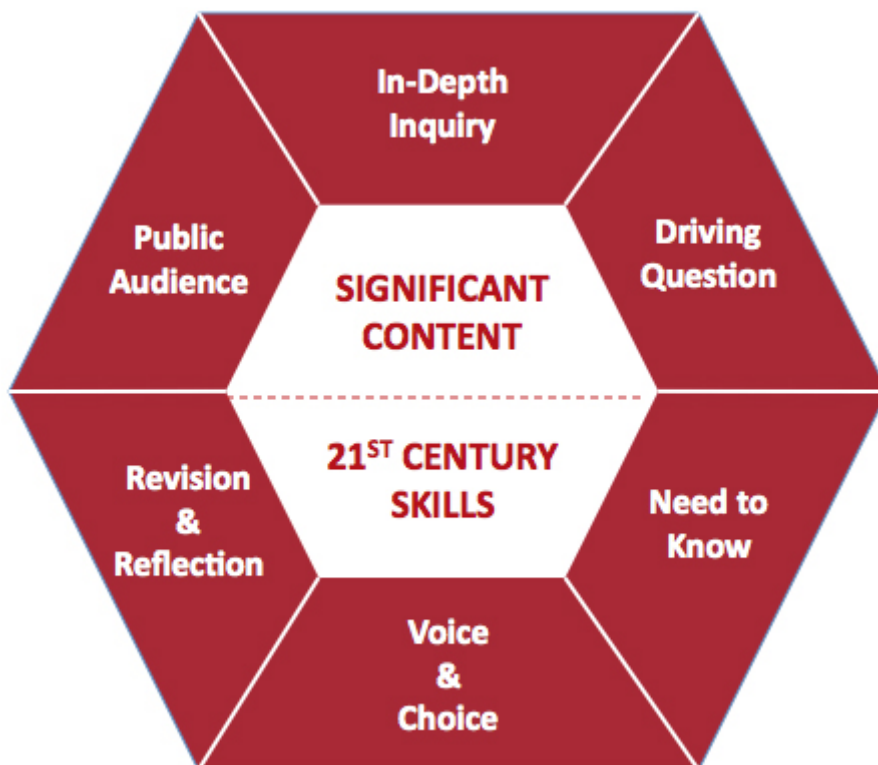 In-Depth
Inquiry
Driving
Question
Need to
Know
Voice
&
Choice
Revision
&
Reflection
Public
Audience
SIGNIFICANT
CONTENT
21ST CENTURY
SKILLS